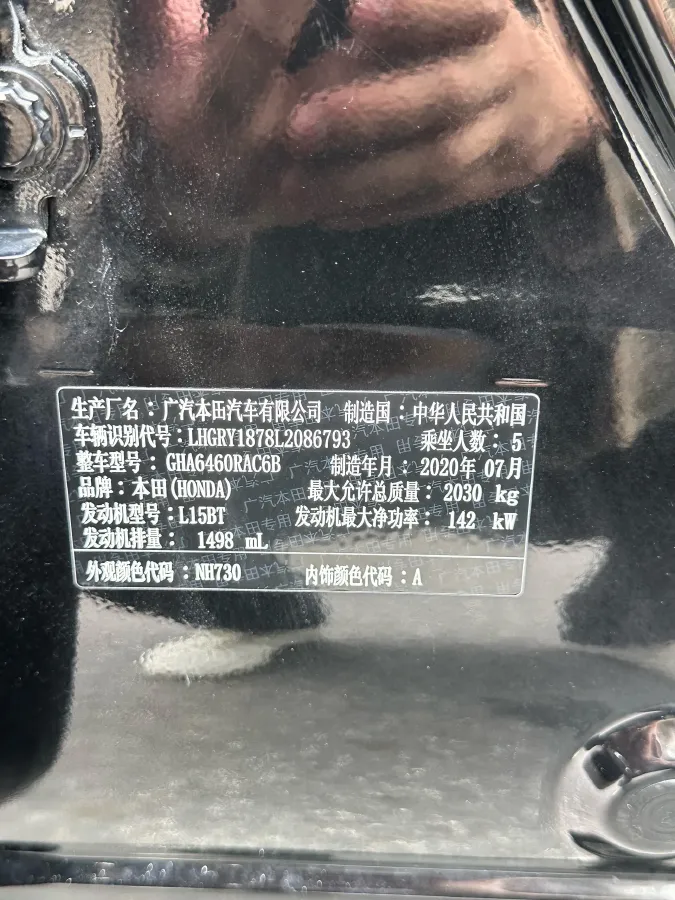 生产厂名：广汽本田汽车有限公司 制造国：中华人民共和国
车辆识别代号：LHGRY1878L2086793 乘坐人数：5
整车型号：GHA6460RAC6B 制造年月：2020年 07月
品牌：本田(HONDA) 最大允许总质量：2030 kg
发动机型号：L15BT 发动机最大净功率：142 kW
发动机排量：1498 mL
外观颜色代码：NH730 内饰颜色代码：A